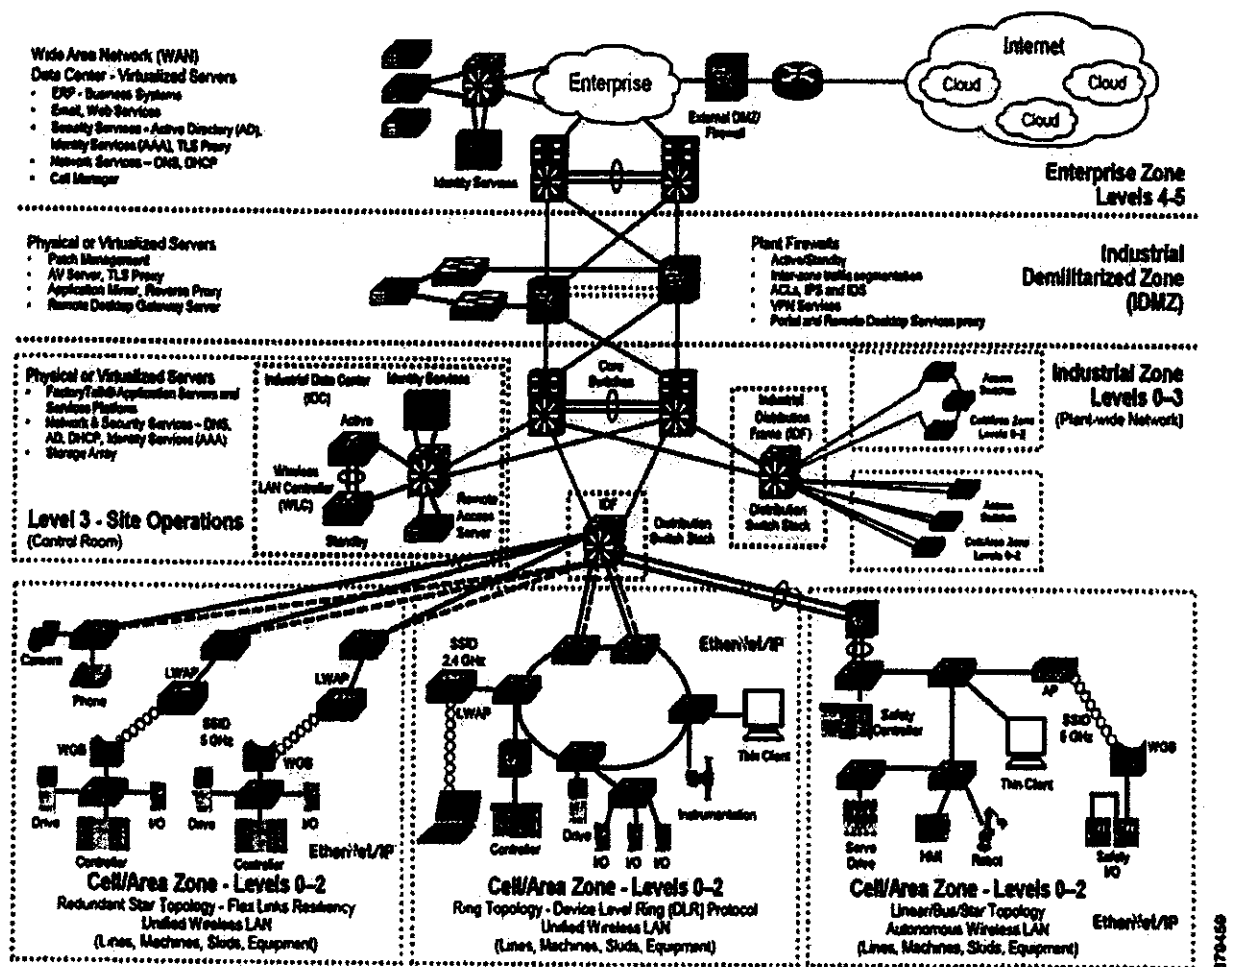 Wide Area Network (WAN)
Data Center - Virtualized Servers
• ERP - Business Systems
• Email, Web Services
• Security Services - Active Directory (AD),
Identity Services (AAA), TLS Proxy
• Network Services – DNS, DHCP
• Call Manager
Identity Services
Enterprise
External DMZ/
Firewall
Internet
Cloud
Cloud
Cloud
Enterprise Zone
Levels 4-5
Physical or Virtualized Servers
• Patch Management
• AV Server, TLS Proxy
• Application Mirror, Reverse Proxy
• Remote Desktop Gateway Server
Plant Firewalls
• Active/Standby
• Inter-zone traffic segmentation
• ACLs, IPS and IDS
• VPN Services
• Portal and Remote Desktop Services proxy
Industrial
Demilitarized Zone
(IDMZ)
Physical or Virtualized Servers
• FactoryTalk® Application Servers and
Services Platform
• Network & Security Services – DNS,
AD, DHCP, Identity Services (AAA)
• Storage Array
Level 3 - Site Operations
(Control Room)
Industrial Data Center
(IDC)
Identity Services
Active
Wireless
LAN Controller
(WLC)
Standby
Remote
Access
Server
Core
Switches
IDF
Distribution
Switch Stack
Industrial
Distribution
Frame (IDF)
Distribution
Switch Stack
Access
Switches
Cell/Area Zone
Levels 0–2
Access
Switches
Cell/Area Zone
Levels 0–2
Industrial Zone
Levels 0–3
(Plant-wide Network)
Camera
Phone
LWAP
SSID
5 GHz
WGB
LWAP
WGB
Drive
I/O
Controller
Drive
I/O
Controller
EtherNet/IP
Cell/Area Zone - Levels 0–2
Redundant Star Topology - Flex Links Resiliency
Unified Wireless LAN
(Lines, Machines, Skids, Equipment)
SSID
2.4 GHz
LWAP
EtherNet/IP
Thin Client
Instrumentation
Controller
Drive
I/O
I/O
I/O
Cell/Area Zone - Levels 0–2
Ring Topology - Device Level Ring (DLR) Protocol
Unified Wireless LAN
(Lines, Machines, Skids, Equipment)
Safety
Controller
AP
SSID
5 GHz
WGB
Thin Client
Servo
Drive
HMI
Robot
Safety
I/O
Cell/Area Zone - Levels 0–2
Linear/Bus/Star Topology
Autonomous Wireless LAN
(Lines, Machines, Skids, Equipment)
EtherNet/IP